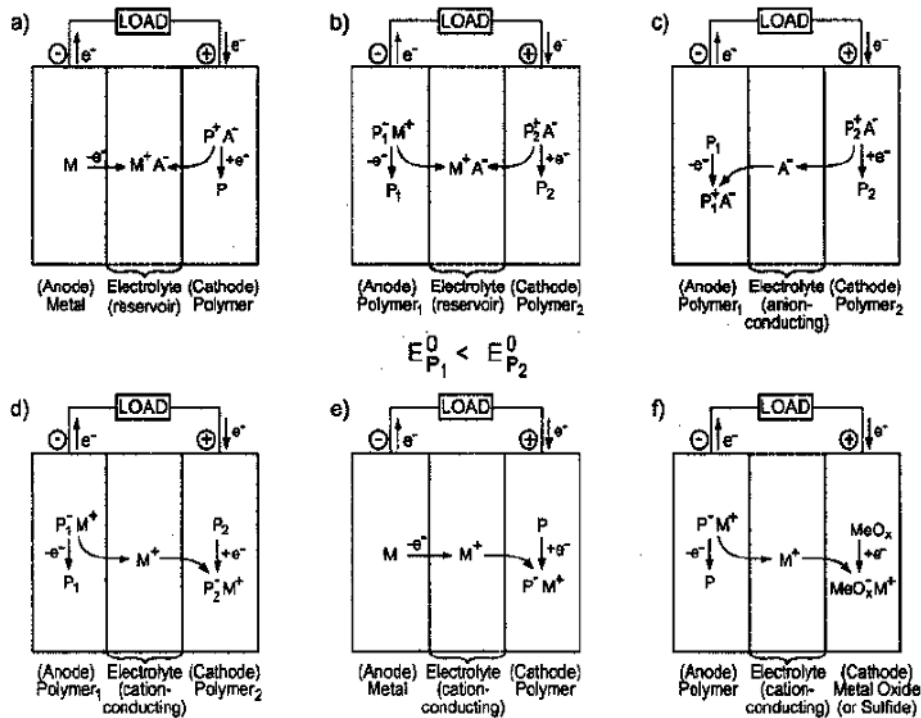 a) LOAD b) LOAD c) LOAD
⊖ e⁻ ⊕ e⁻ ⊖ e⁻ ⊕ e⁻ ⊖ e⁻ ⊕ e⁻
M -e⁻ M⁺A⁻ P⁺A⁻ +e⁻ P
P₁⁻M⁺ -e⁻ P₁ M⁺A⁻ P₂⁺A⁻ +e⁻ P₂
P₁ -e⁻ P₁⁺A⁻ A⁻ P₂⁺A⁻ +e⁻ P₂
(Anode) Electrolyte (Cathode)
Metal (reservoir) Polymer
(Anode) Electrolyte (Cathode)
Polymer₁ (reservoir) Polymer₂
(Anode) Electrolyte (Cathode)
Polymer₁ (anion- Polymer₂
conducting)
E⁰P₁ < E⁰P₂
d) LOAD e) LOAD f) LOAD
⊖ e⁻ ⊕ e⁻ ⊖ e⁻ ⊕ e⁻ ⊖ e⁻ ⊕ e⁻
P₁⁻M⁺ -e⁻ P₁ M⁺ P₂ +e⁻ P₂⁻M⁺
M -e⁻ M⁺ P +e⁻ P⁻M⁺
P⁻M⁺ -e⁻ P M⁺ MeOₓ +e⁻ MeOₓ⁻M⁺
(Anode) Electrolyte (Cathode)
Polymer₁ (cation- Polymer₂
conducting)
(Anode) Electrolyte (Cathode)
Metal (cation- Polymer
conducting)
(Anode) Electrolyte (Cathode)
Polymer (cation- Metal Oxide
conducting) (or Sulfide)